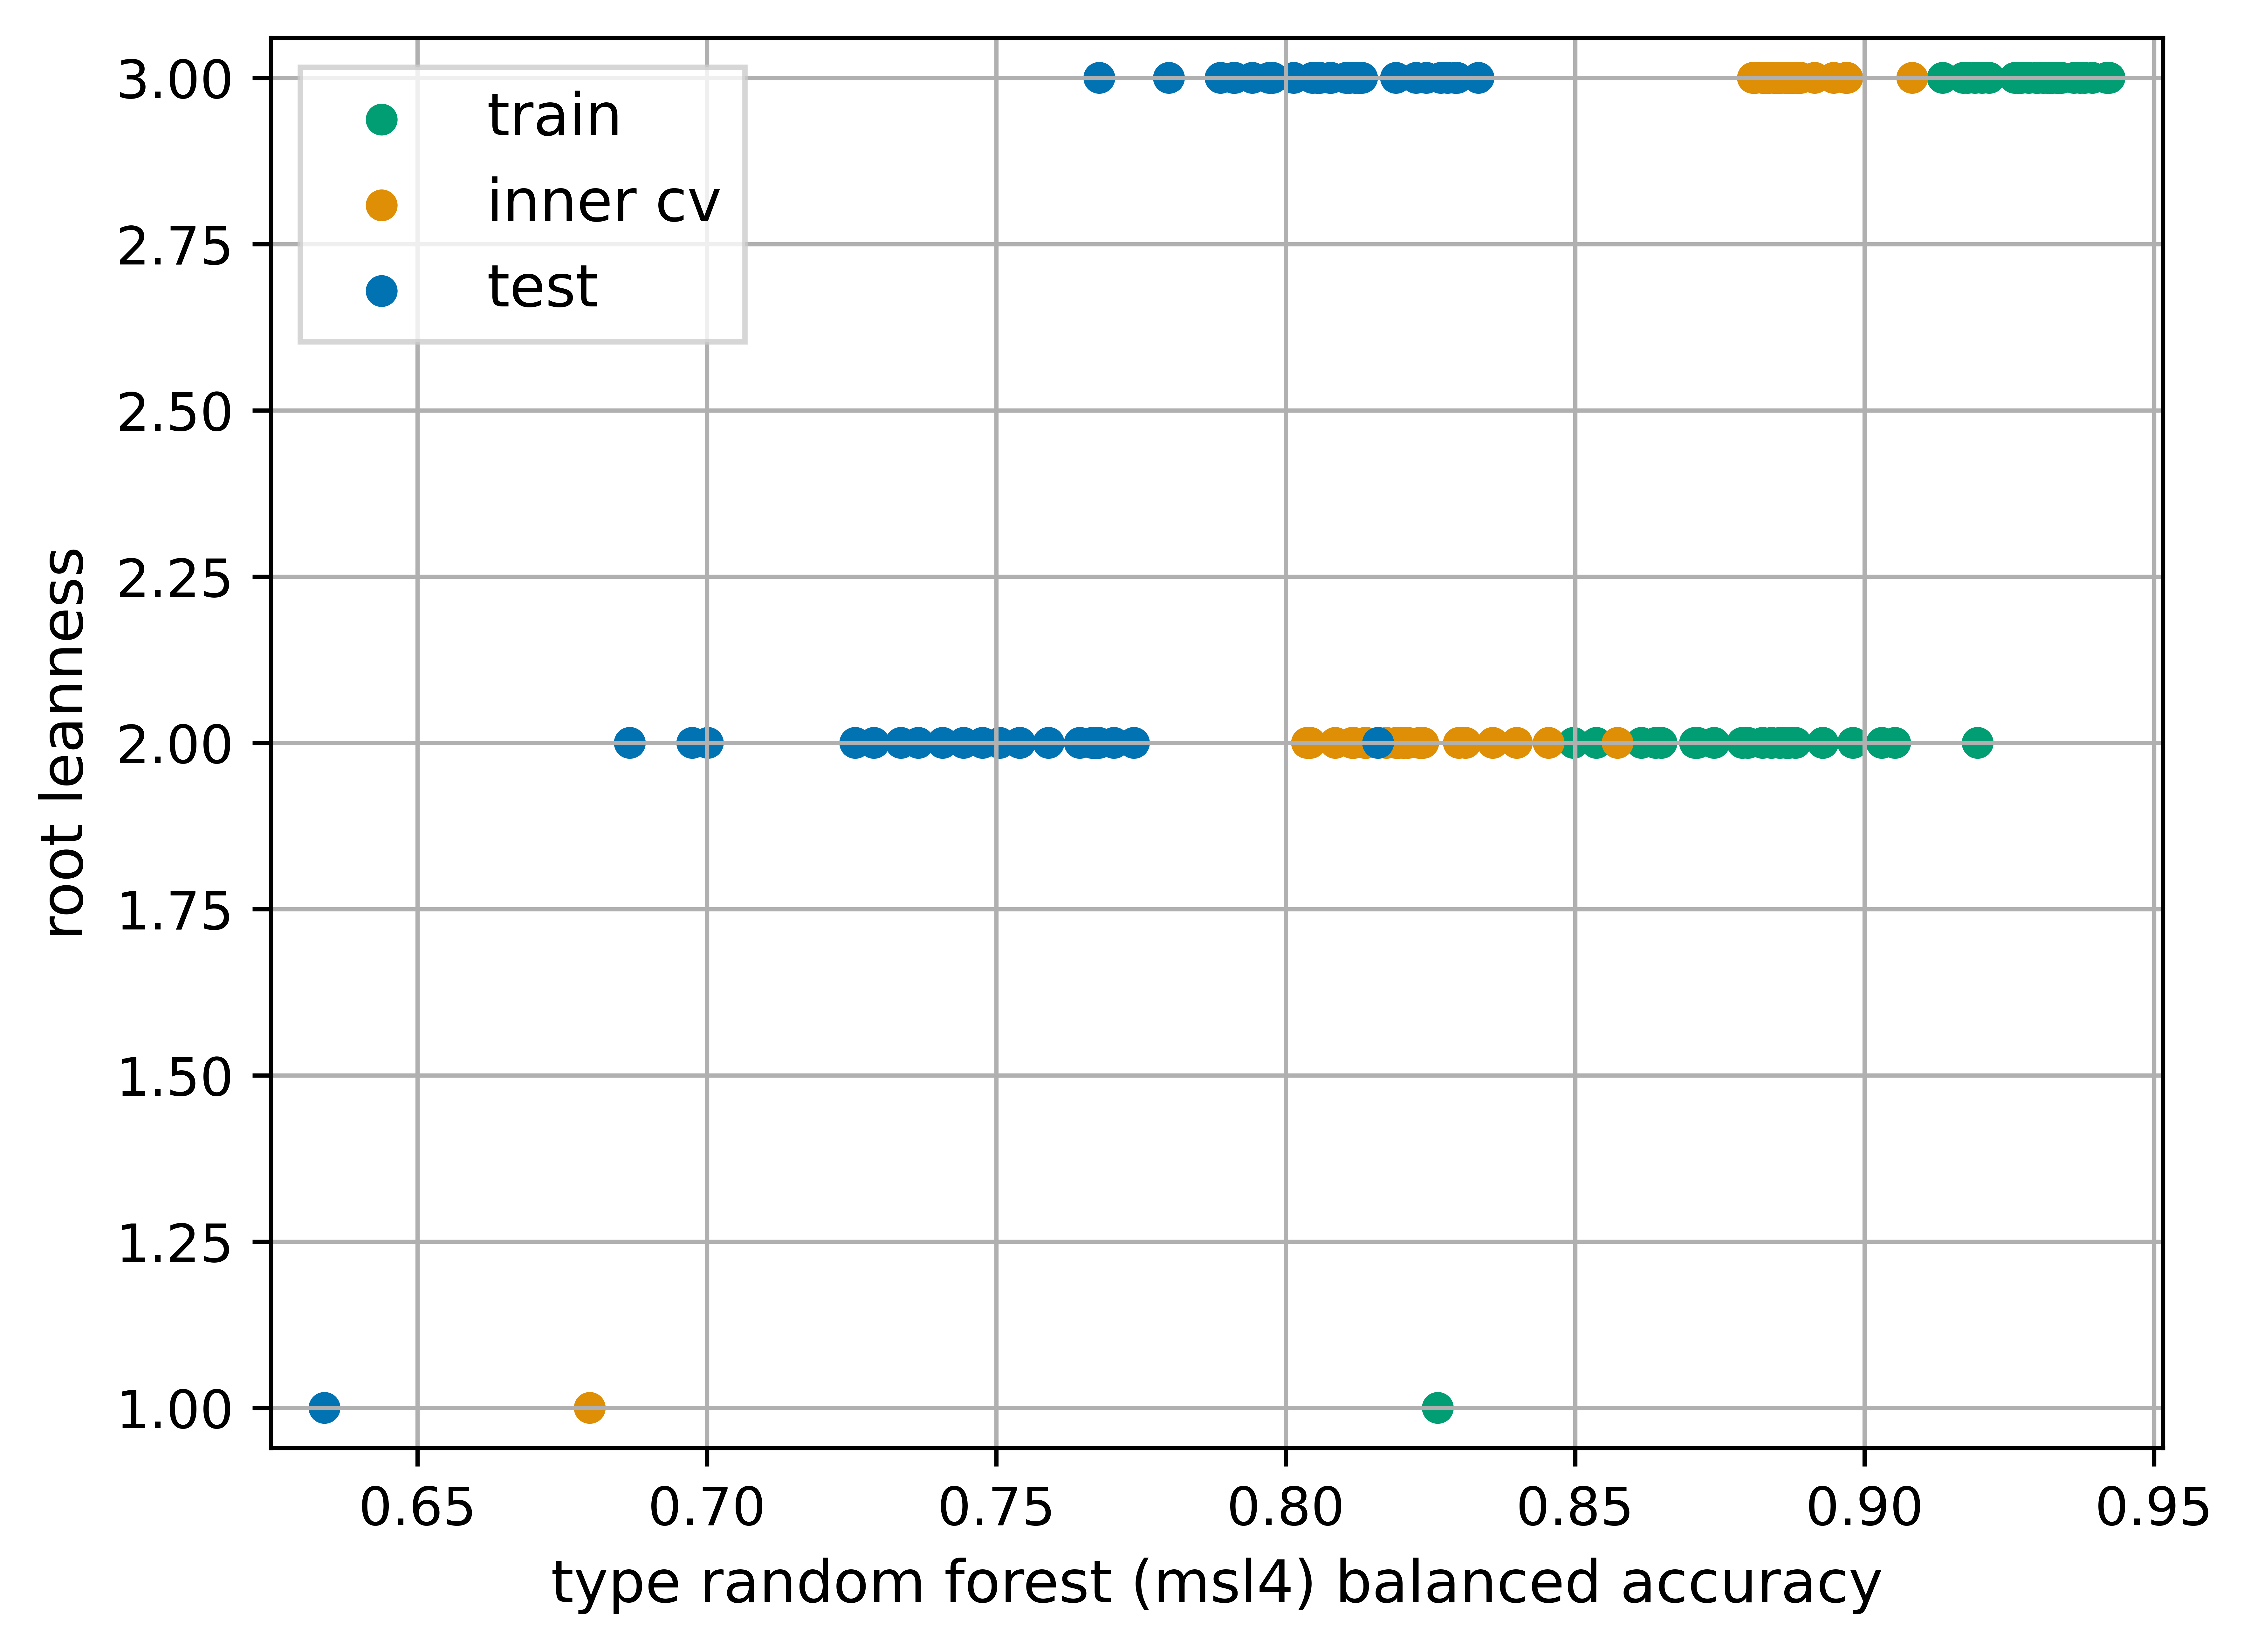 train
inner cv
test
3.00
2.75
2.50
2.25
2.00
1.75
1.50
1.25
1.00
root leanness
0.65 0.70 0.75 0.80 0.85 0.90 0.95
type random forest (msl4) balanced accuracy